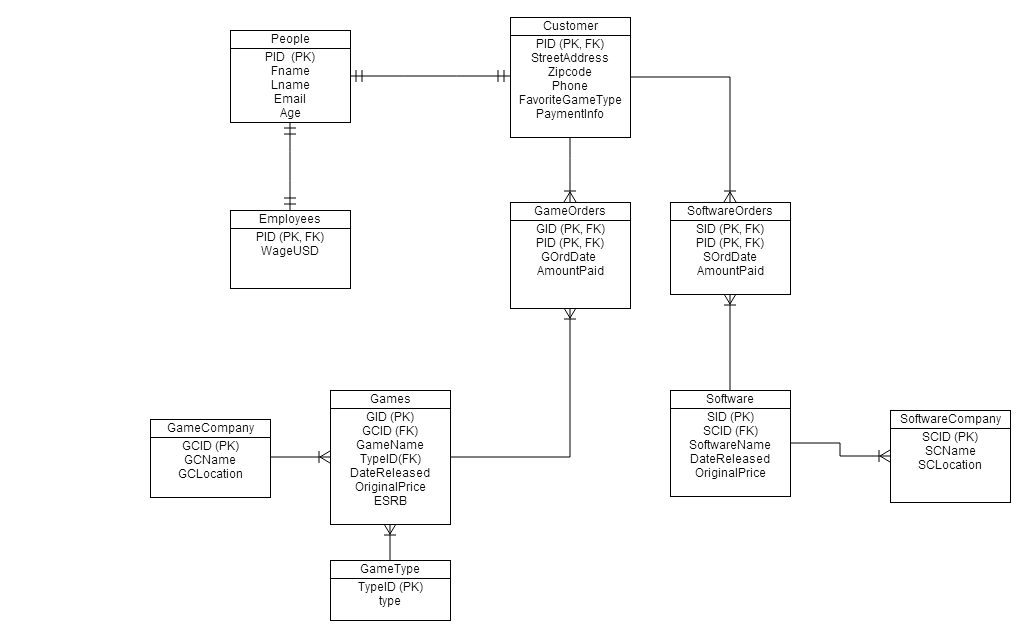 People
PID (PK)
Fname
Lname
Email
Age
Customer
PID (PK, FK)
StreetAddress
Zipcode
Phone
FavoriteGameType
PaymentInfo
Employees
PID (PK, FK)
WageUSD
GameOrders
GID (PK, FK)
PID (PK, FK)
GOrdDate
AmountPaid
SoftwareOrders
SID (PK, FK)
PID (PK, FK)
SOrdDate
AmountPaid
GameCompany
GCID (PK)
GCName
GCLocation
Games
GID (PK)
GCID (FK)
GameName
TypeID(FK)
DateReleased
OriginalPrice
ESRB
Software
SID (PK)
SCID (FK)
SoftwareName
DateReleased
OriginalPrice
SoftwareCompany
SCID (PK)
SCName
SCLocation
GameType
TypeID (PK)
type